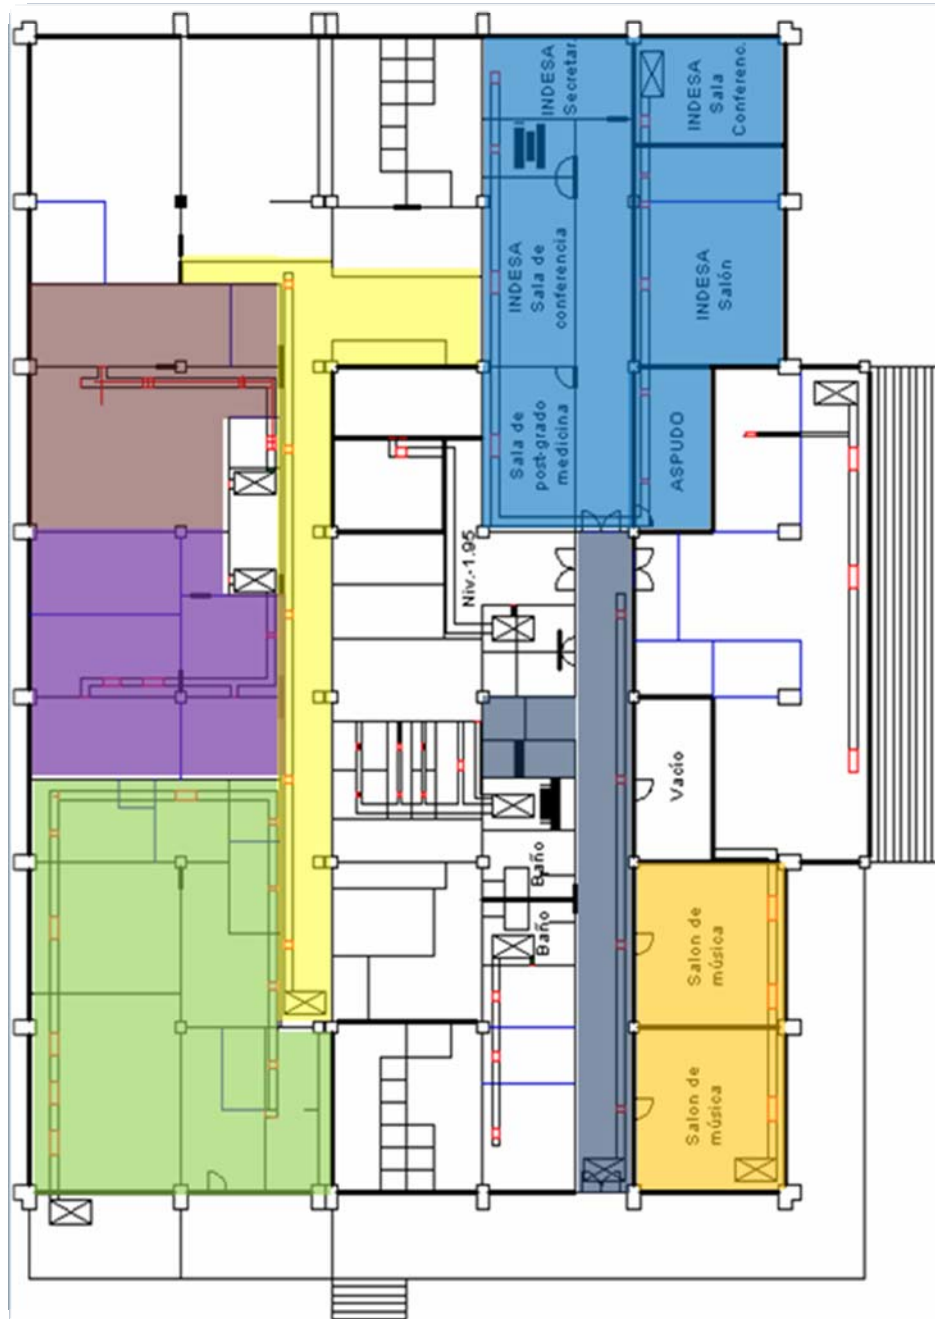 INDESA
Secretar.
INDESA
Sala
Conferenc.
INDESA
Sala de
conferencia
INDESA
Salón
Sala de
post-grado
medicina
ASPUDO
Niv.-1.95
Vacío
Baño
Baño
Salon de
música
Salon de
música